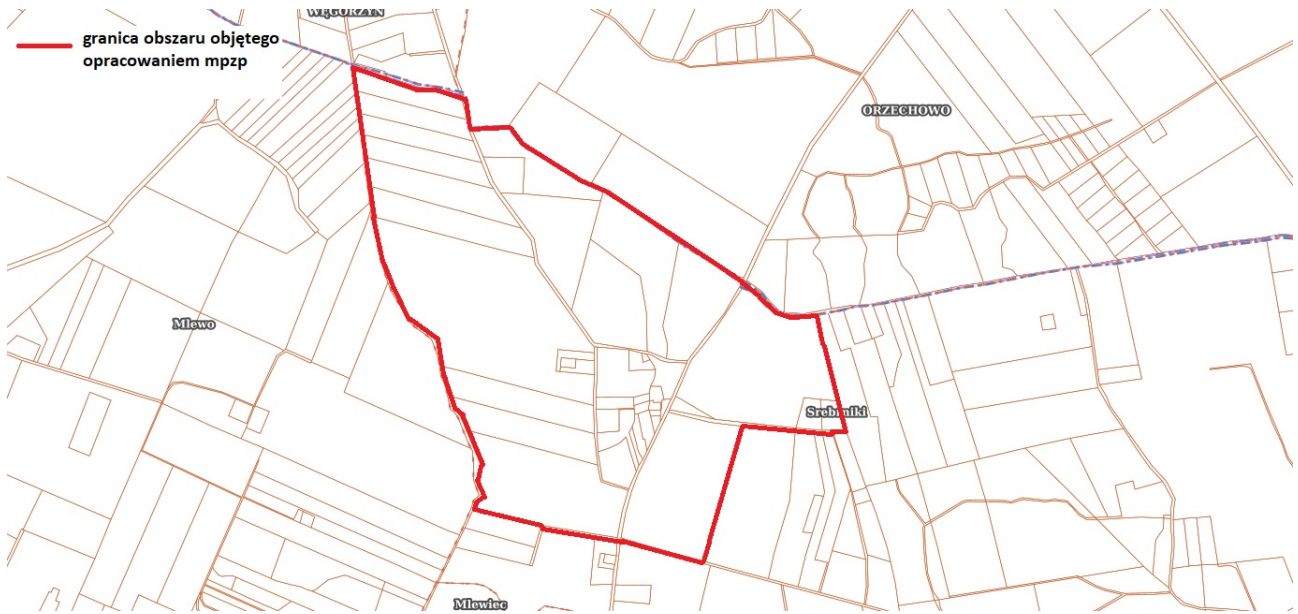 WĘGORZYN
granica obszaru objętego
opracowaniem mpzp
ORZECHOWO
Mlewo
Srebrniki
Mlewiec